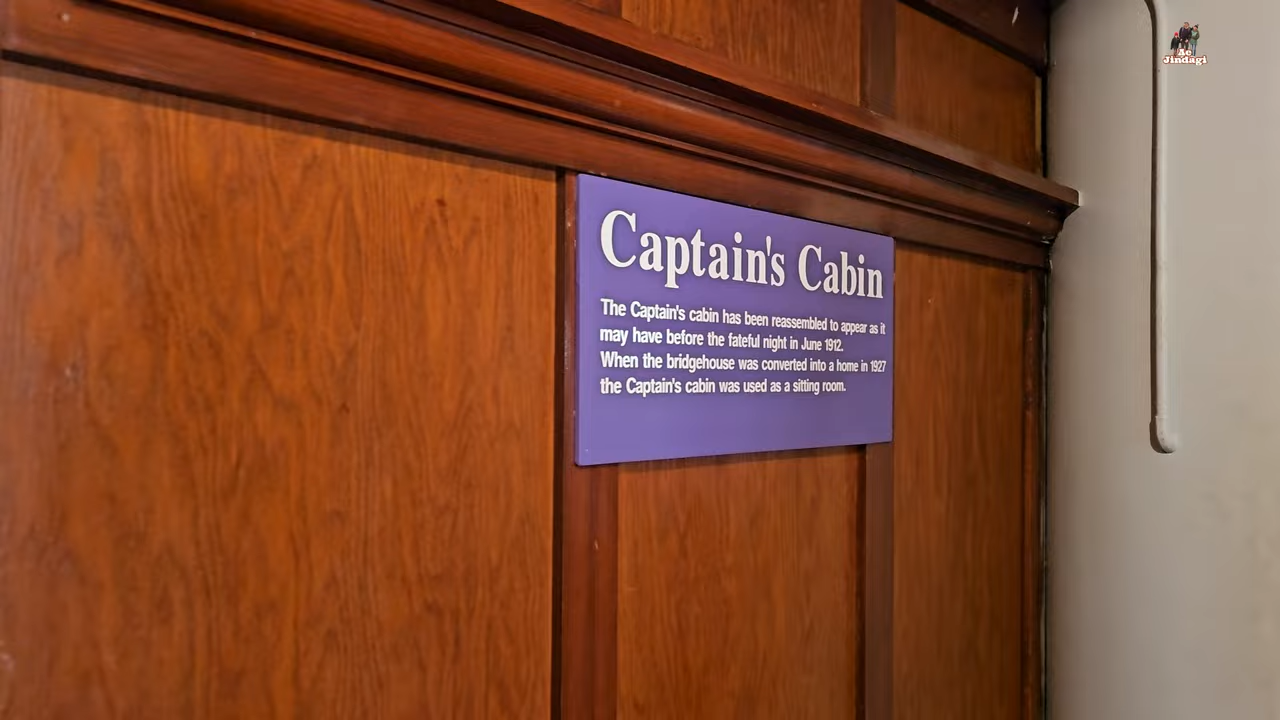 Ae
Jindagi
Captain's Cabin
The Captain's cabin has been reassembled to appear as it
may have before the fateful night in June 1912.
When the bridgehouse was converted into a home in 1927
the Captain's cabin was used as a sitting room.